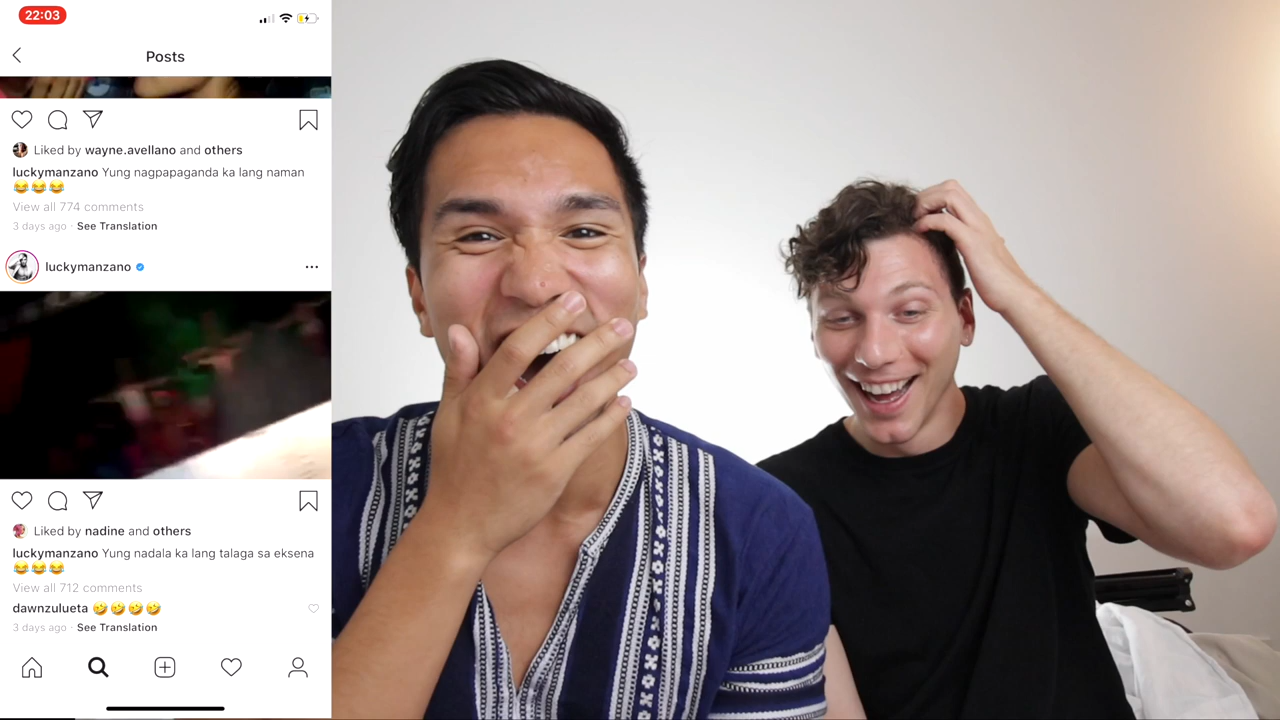 22:03
Posts
Liked by wayne.avellano and others
luckymanzano Yung nagpapaganda ka lang naman
😂😂😂
View all 774 comments
3 days ago · See Translation
luckymanzano
Liked by nadine and others
luckymanzano Yung nadala ka lang talaga sa eksena
😂😂😂
View all 712 comments
dawnzulueta 🤣🤣🤣🤣
3 days ago · See Translation